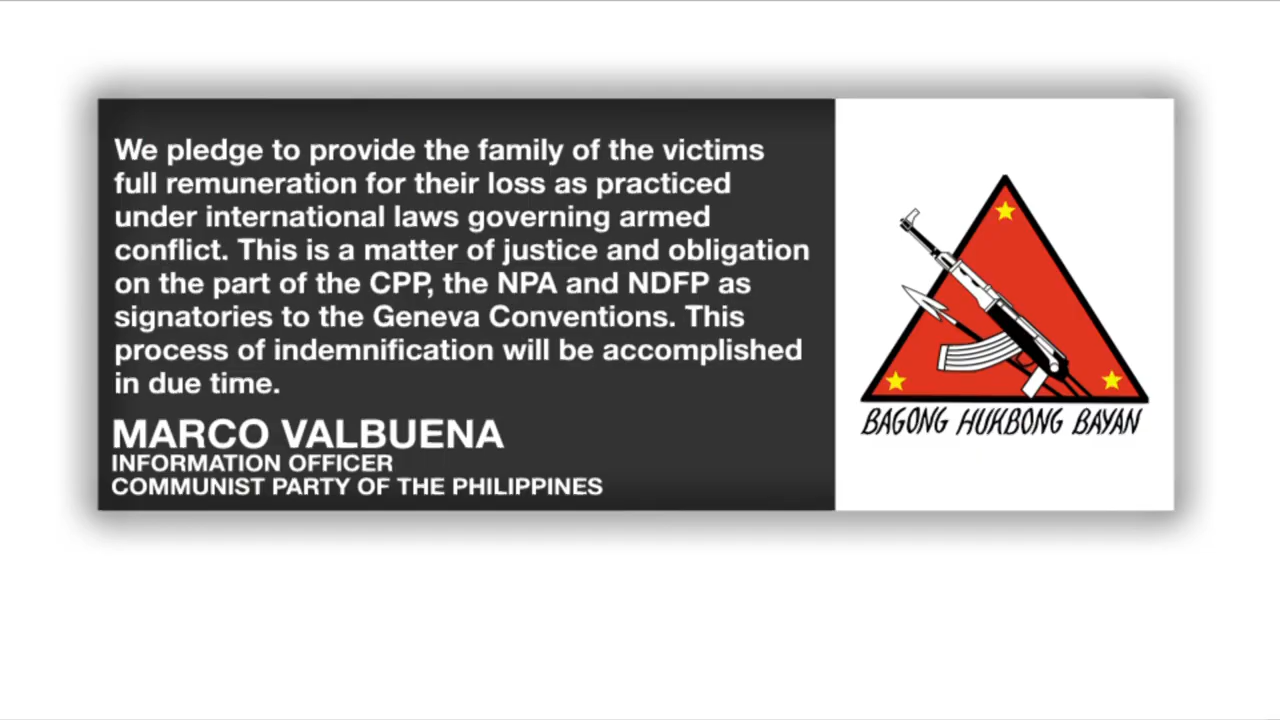 We pledge to provide the family of the victims
full remuneration for their loss as practiced
under international laws governing armed
conflict. This is a matter of justice and obligation
on the part of the CPP, the NPA and NDFP as
signatories to the Geneva Conventions. This
process of indemnification will be accomplished
in due time.
MARCO VALBUENA
INFORMATION OFFICER
COMMUNIST PARTY OF THE PHILIPPINES
BAGONG HUKBONG BAYAN